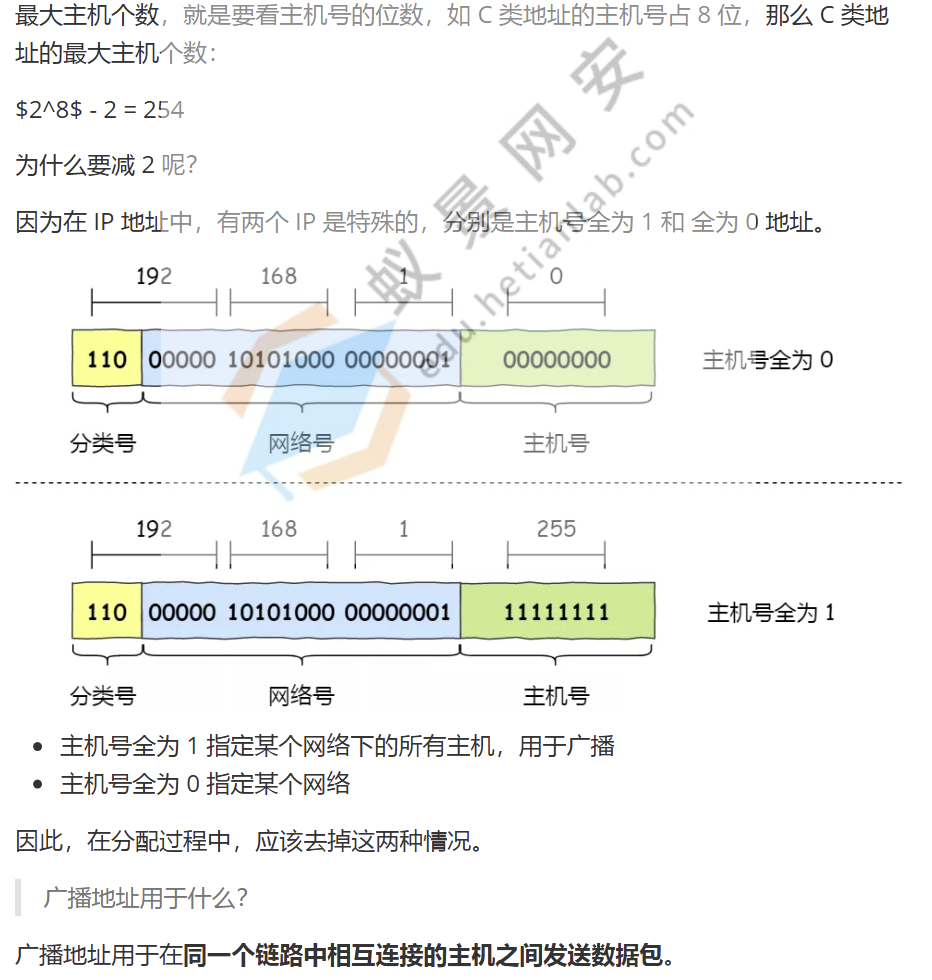 最大主机个数，就是要看主机号的位数，如 C 类地址的主机号占 8 位，那么 C 类地
址的最大主机个数：
$2^8$ - 2 = 254
为什么要减 2 呢？
因为在 IP 地址中，有两个 IP 是特殊的，分别是主机号全为 1 和 全为 0 地址。
192 168 1 0
110 00000 10101000 00000001 00000000 主机号全为 0
分类号 网络号 主机号
192 168 1 255
110 00000 10101000 00000001 11111111 主机号全为 1
分类号 网络号 主机号
主机号全为 1 指定某个网络下的所有主机，用于广播
主机号全为 0 指定某个网络
因此，在分配过程中，应该去掉这两种情况。
广播地址用于什么？
广播地址用于在同一个链路中相互连接的主机之间发送数据包。
蚁景网安
edu.hetianlab.com